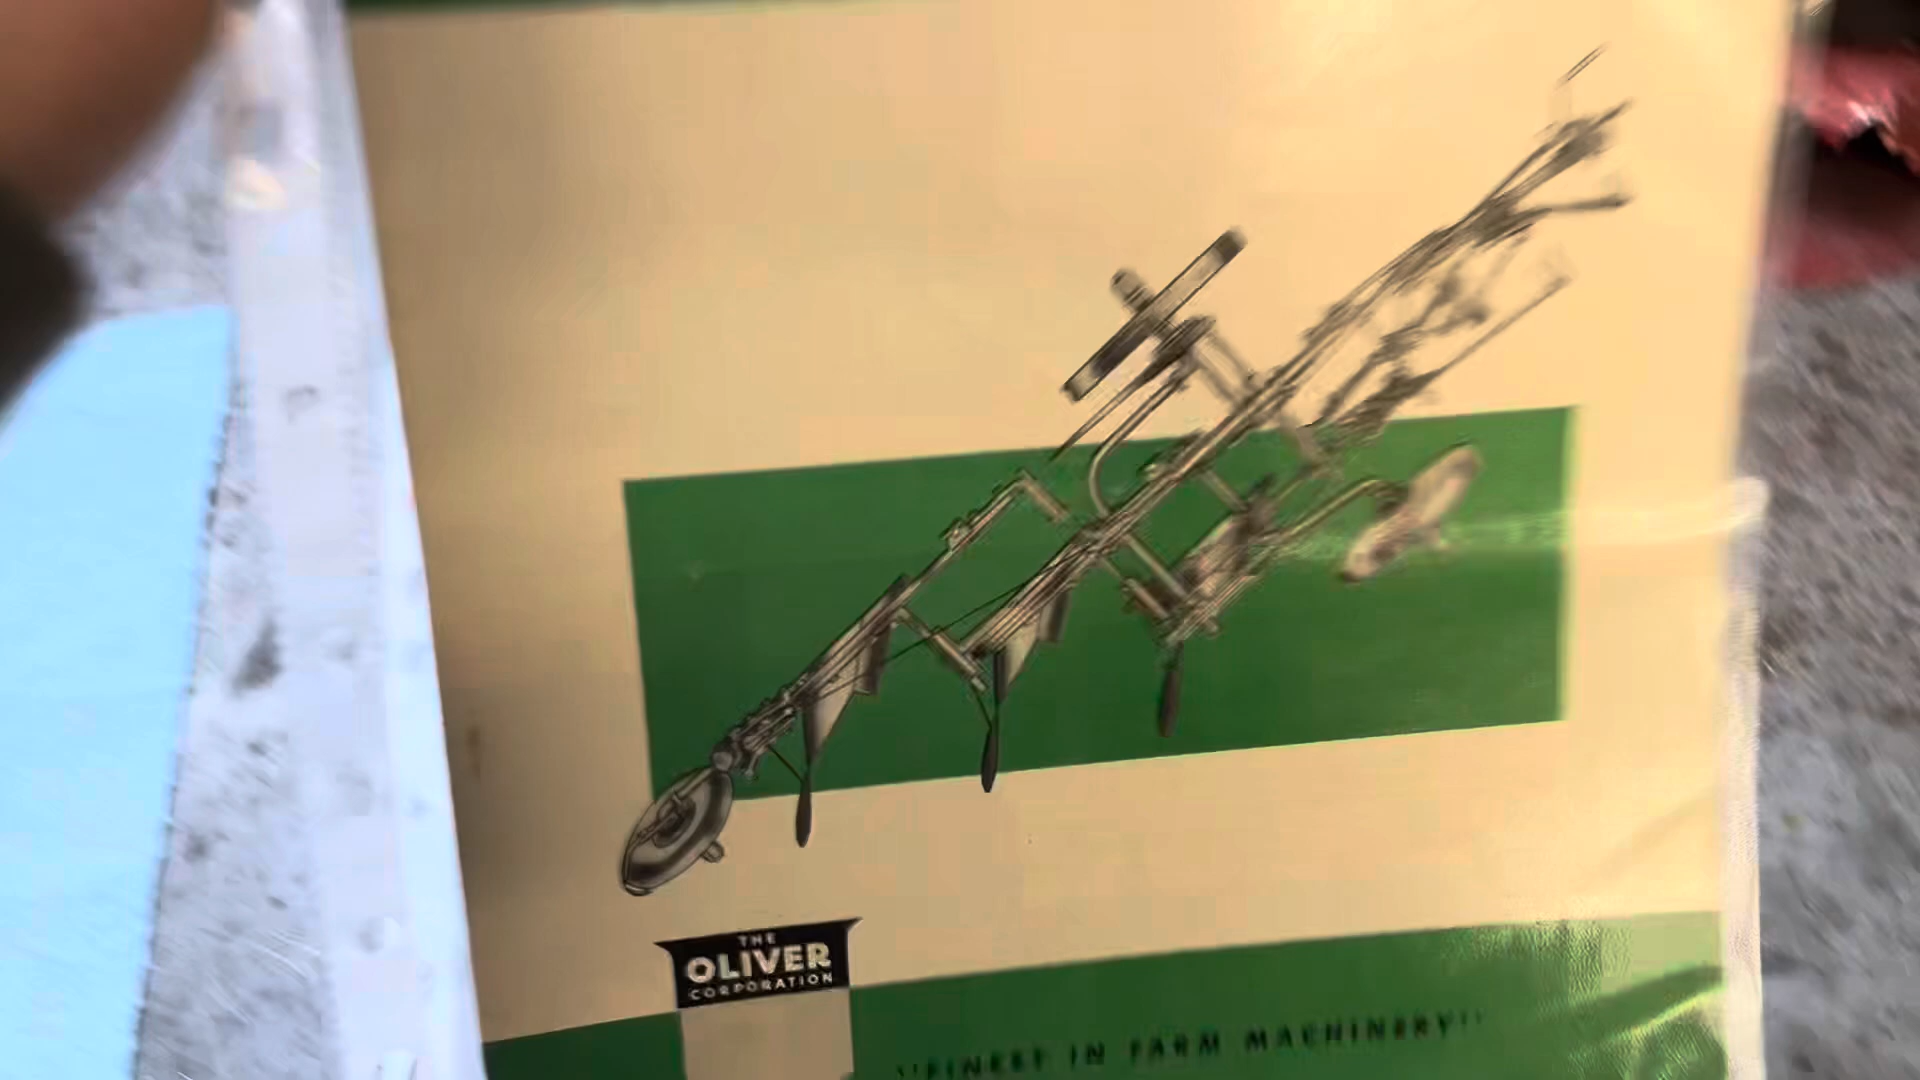 THE
OLIVER
CORPORATION
"FINEST IN FARM MACHINERY"